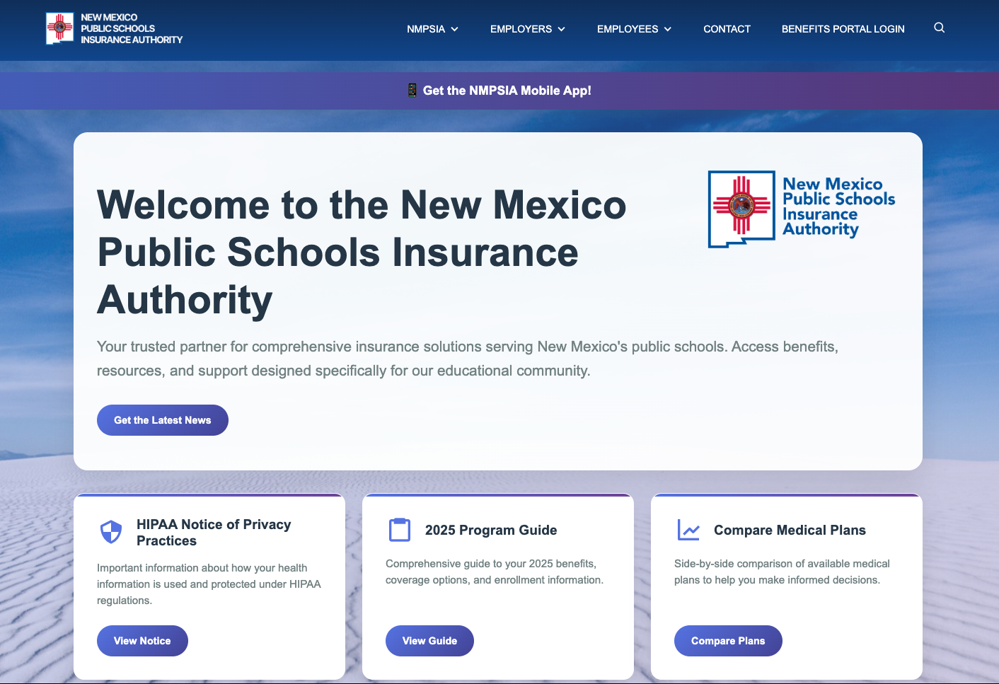 NEW MEXICO
PUBLIC SCHOOLS
INSURANCE AUTHORITY
NMPSIA
EMPLOYERS
EMPLOYEES
CONTACT
BENEFITS PORTAL LOGIN
Get the NMPSIA Mobile App!
Welcome to the New Mexico
Public Schools Insurance
Authority
New Mexico
Public Schools
Insurance
Authority
Your trusted partner for comprehensive insurance solutions serving New Mexico's public schools. Access benefits,
resources, and support designed specifically for our educational community.
Get the Latest News
HIPAA Notice of Privacy
Practices
Important information about how your health
information is used and protected under HIPAA
regulations.
View Notice
2025 Program Guide
Comprehensive guide to your 2025 benefits,
coverage options, and enrollment information.
View Guide
Compare Medical Plans
Side-by-side comparison of available medical
plans to help you make informed decisions.
Compare Plans